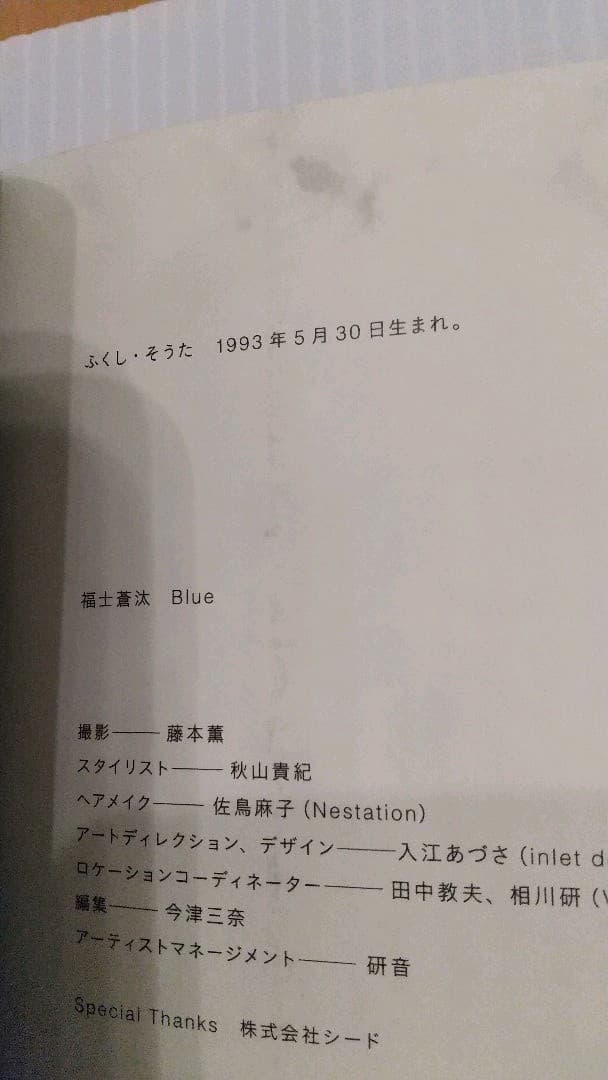 ふくし・そうた　1993年5月30日生まれ。
福士蒼汰　Blue
撮影――藤本薫
スタイリスト――秋山貴紀
ヘアメイク――佐鳥麻子（Nestation）
アートディレクション、デザイン――入江あづさ（inlet
ロケーションコーディネーター――田中教夫、相川研（
編集――今津三奈
アーティストマネージメント――研音
Special Thanks　株式会社シード